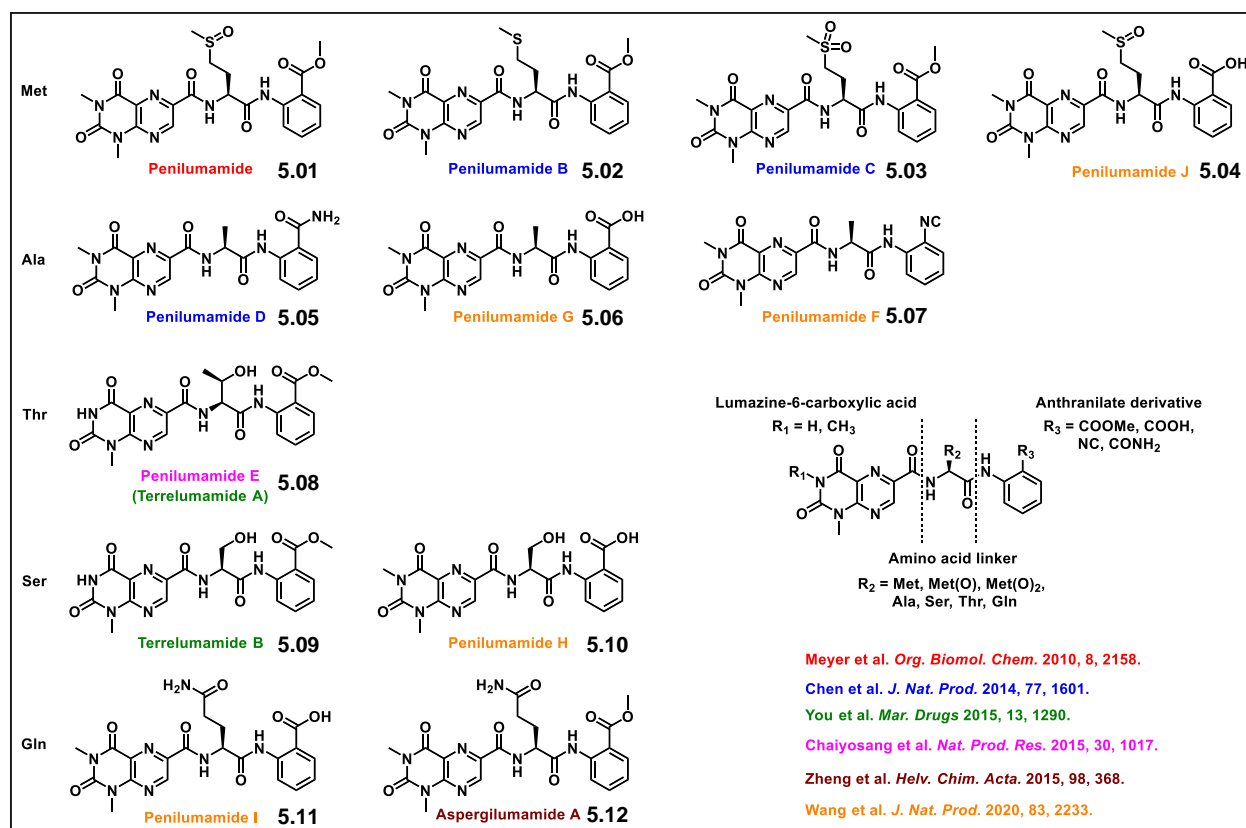 Met
Penilumamide 5.01
Penilumamide B 5.02
Penilumamide C 5.03
Penilumamide J 5.04
Ala
Penilumamide D 5.05
Penilumamide G 5.06
Penilumamide F 5.07
Thr
Penilumamide E 5.08
(Terrelumamide A)
Lumazine-6-carboxylic acid
R1 = H, CH3
Anthranilate derivative
R3 = COOMe, COOH,
NC, CONH2
Amino acid linker
R2 = Met, Met(O), Met(O)2,
Ala, Ser, Thr, Gln
Ser
Terrelumamide B 5.09
Penilumamide H 5.10
Gln
Penilumamide I 5.11
Aspergilumamide A 5.12
Meyer et al. Org. Biomol. Chem. 2010, 8, 2158.
Chen et al. J. Nat. Prod. 2014, 77, 1601.
You et al. Mar. Drugs 2015, 13, 1290.
Chaiyosang et al. Nat. Prod. Res. 2015, 30, 1017.
Zheng et al. Helv. Chim. Acta. 2015, 98, 368.
Wang et al. J. Nat. Prod. 2020, 83, 2233.